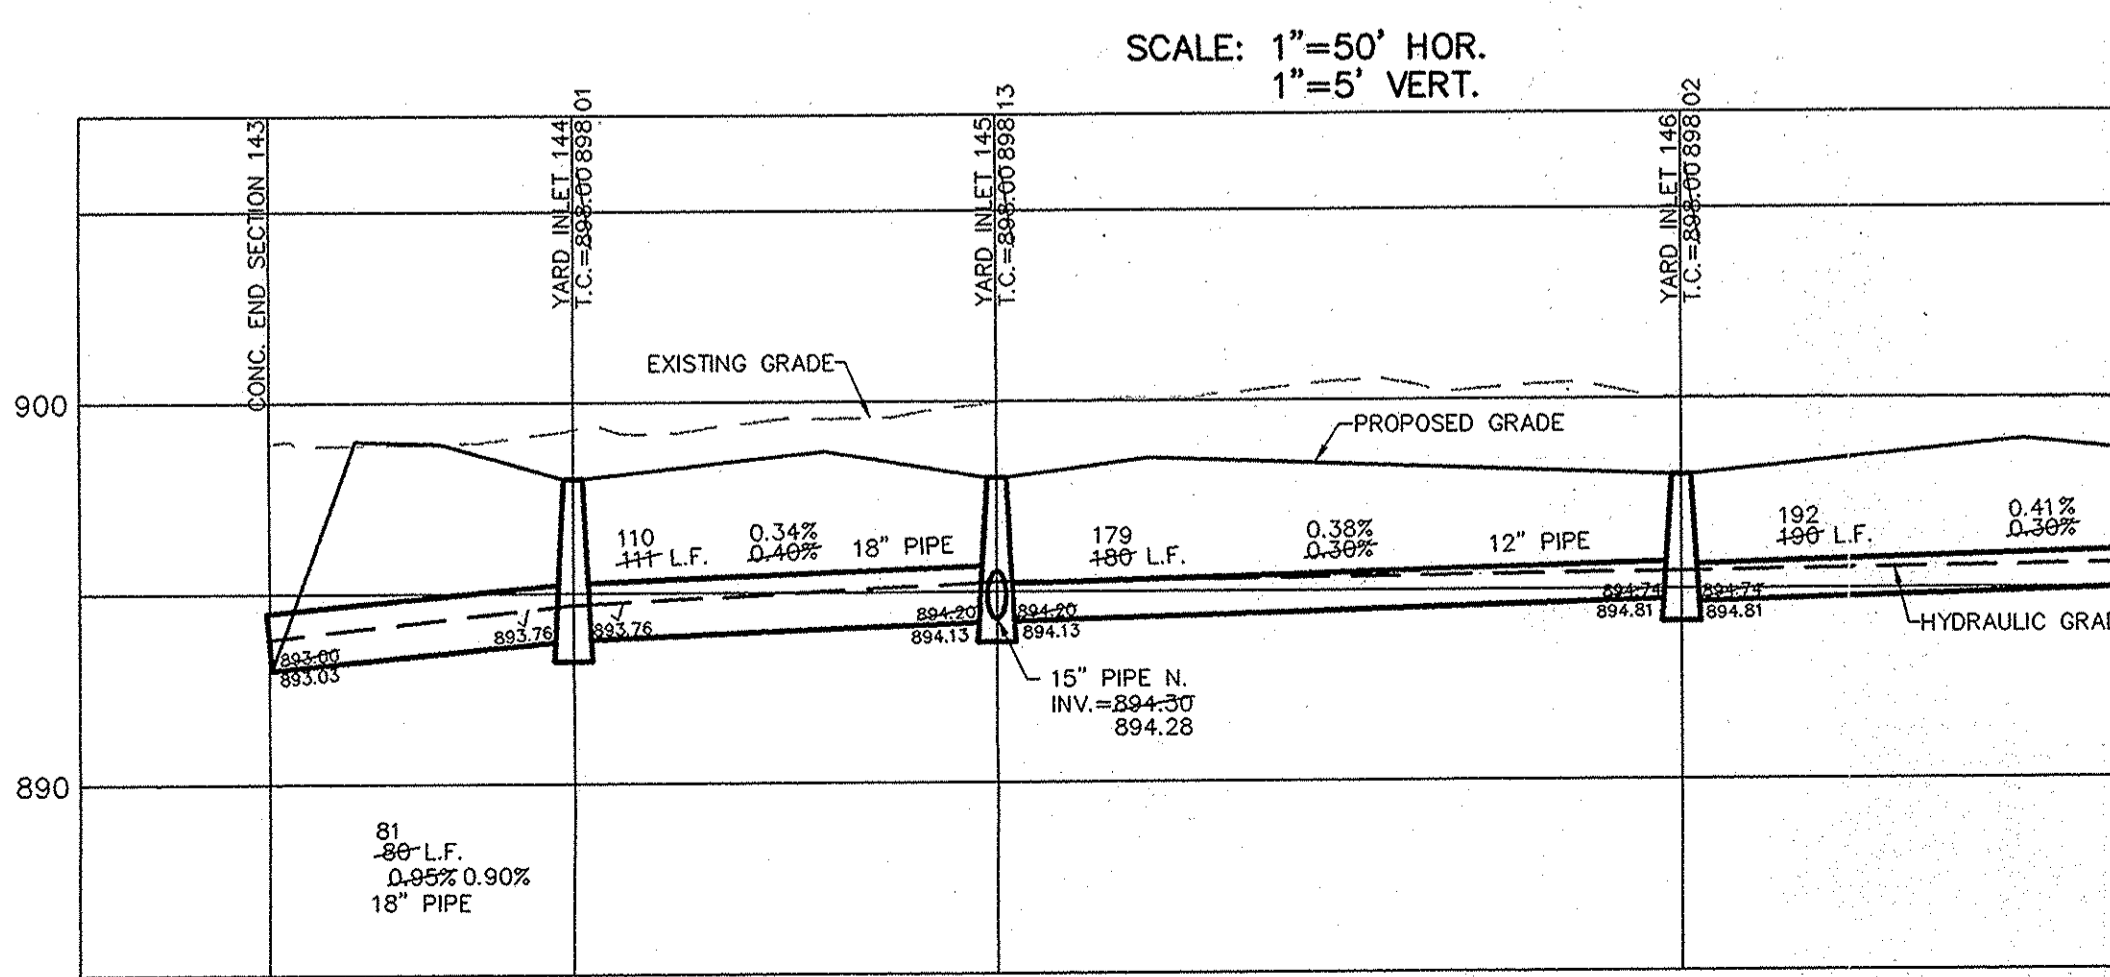 SCALE: 1"=50' HOR.
1"=5' VERT.
CONC. END SECTION 143
YARD INLET 144
T.C.=898.00 898 01
YARD INLET 145
T.C.=898.00 898 13
YARD INLET 146
T.C.=898.00 898 02
EXISTING GRADE
900
PROPOSED GRADE
110
111 L.F.
0.34%
0.40%
18" PIPE
179
180 L.F.
0.38%
0.30%
12" PIPE
192
190 L.F.
0.41%
0.30%
893.00
893.03
893.76
893.76
894.20
894.13
894.20
894.13
894.74
894.81
894.74
894.81
HYDRAULIC GRAD
15" PIPE N.
INV.=894.30
894.28
890
81
80 L.F.
0.95% 0.90%
18" PIPE